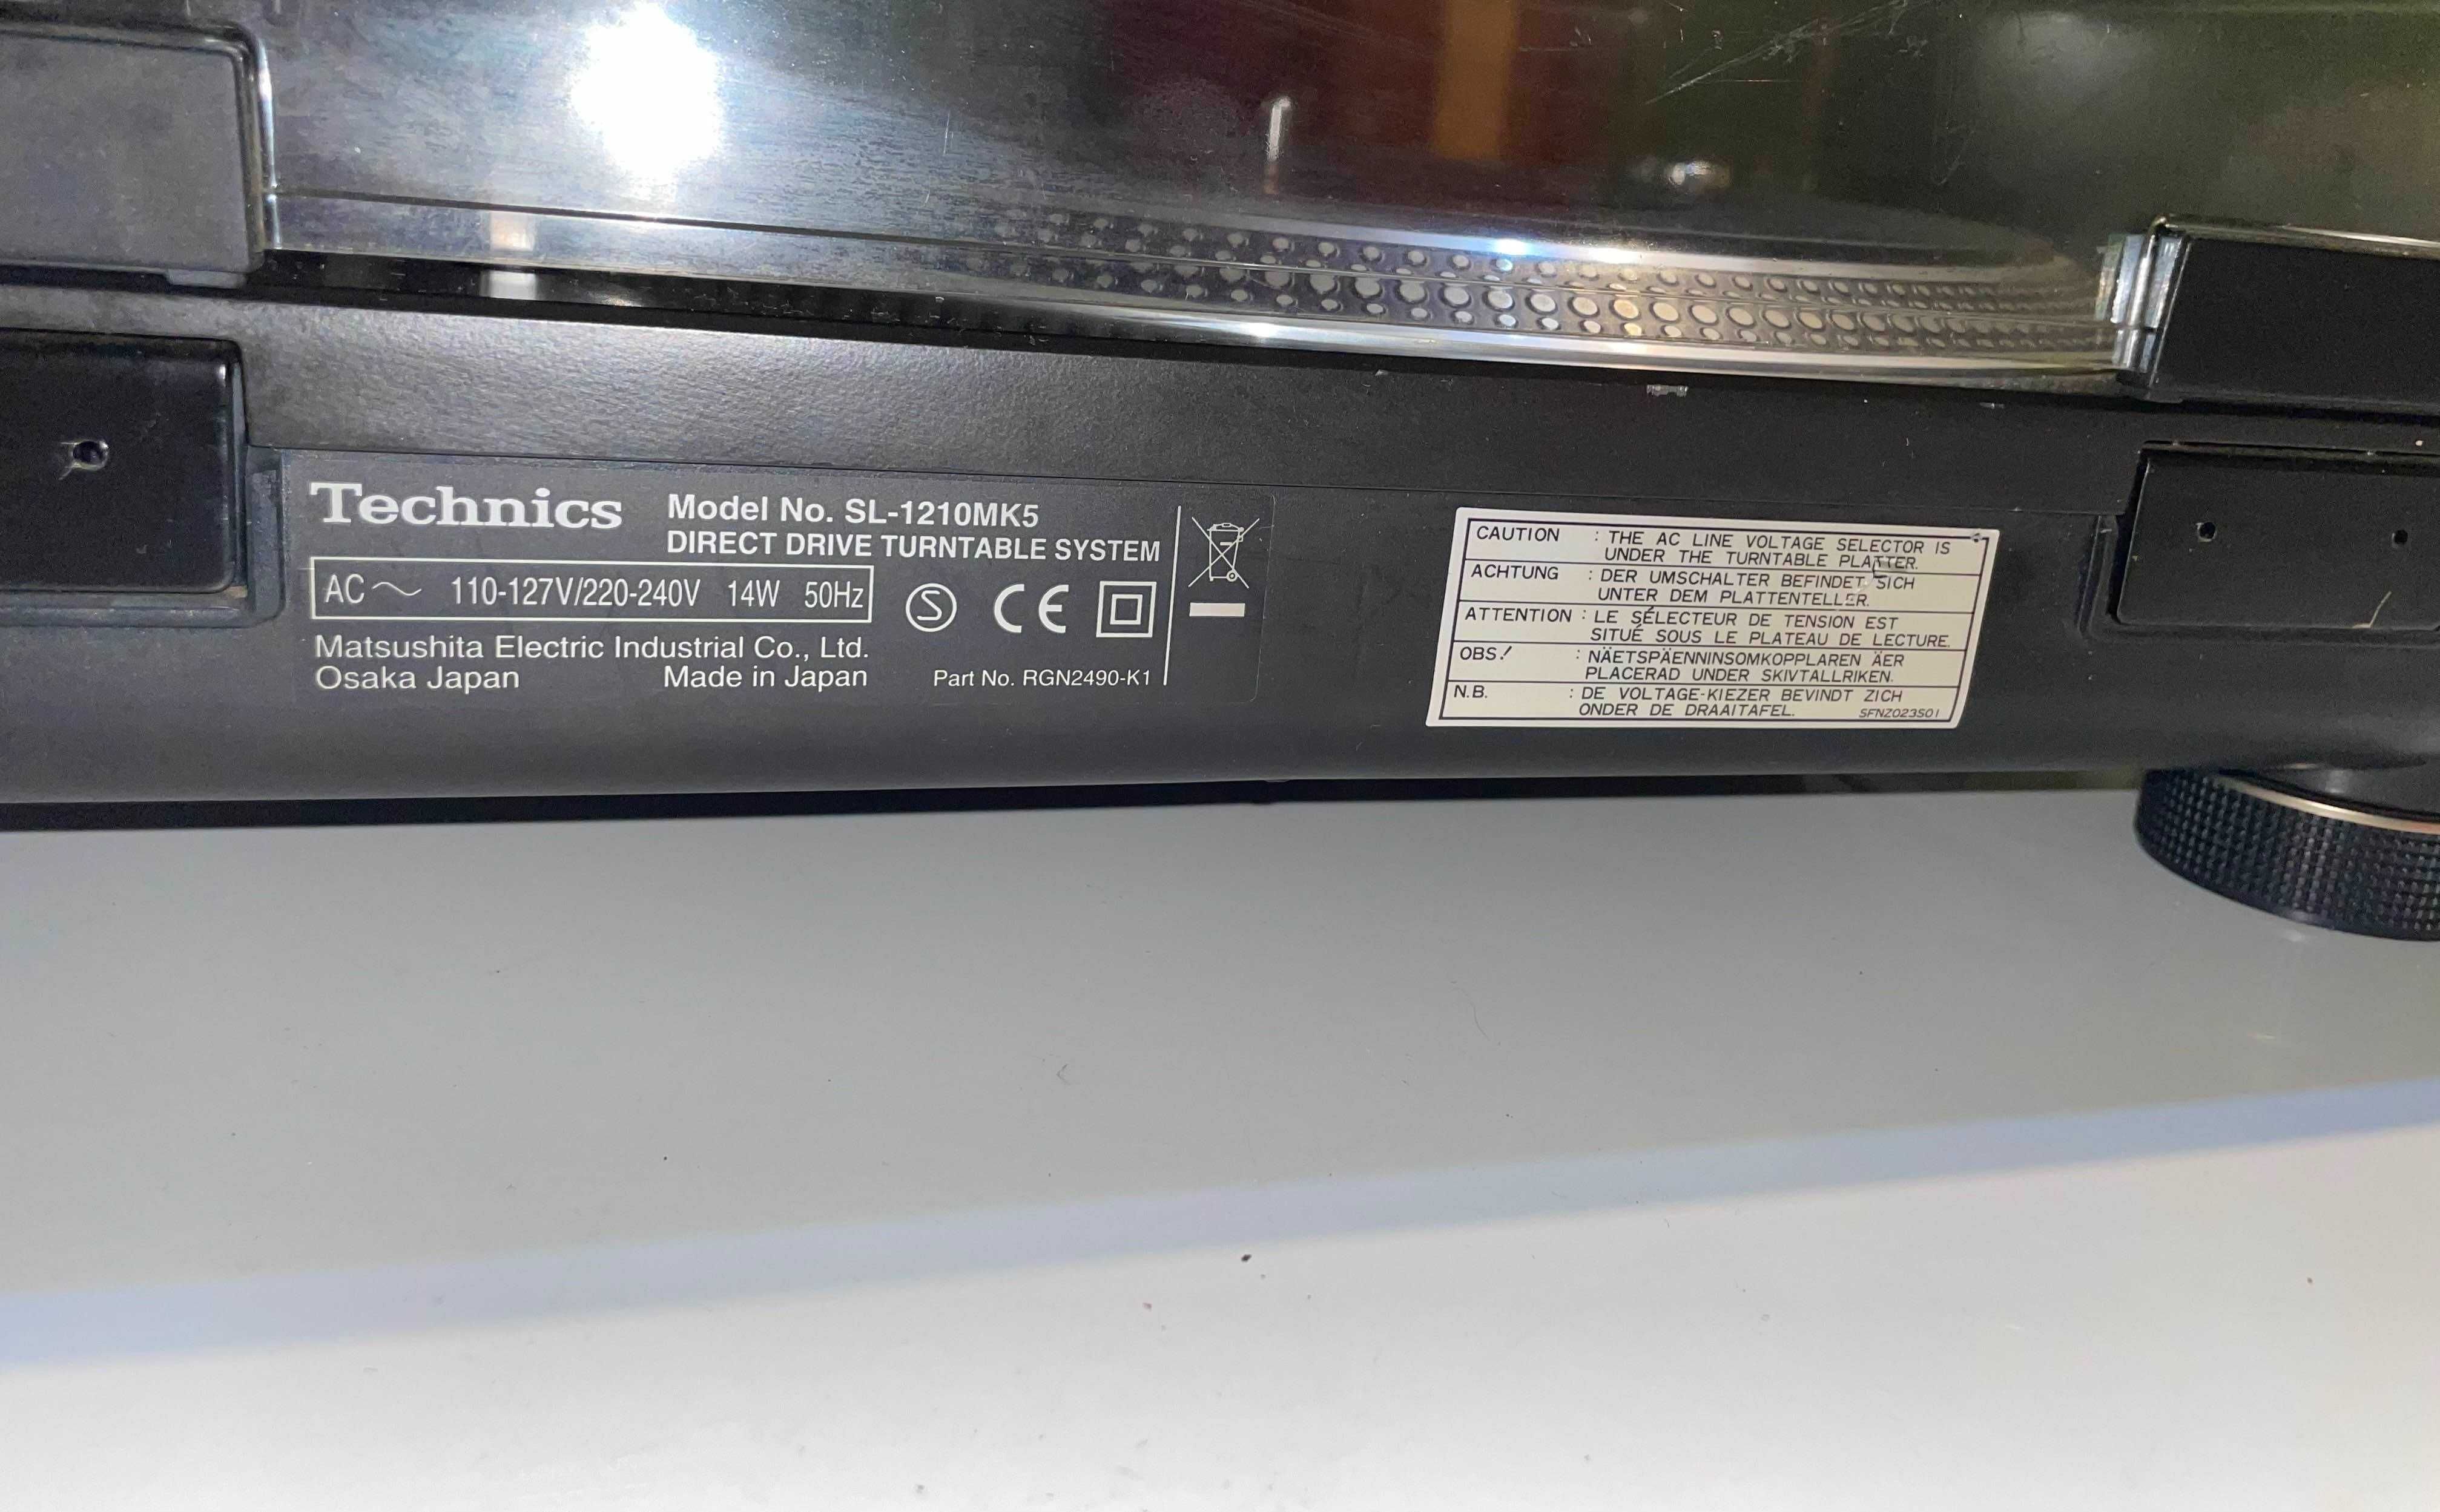 Technics
Model No. SL-1210MK5
DIRECT DRIVE TURNTABLE SYSTEM
AC ~ 110-127V/220-240V 14W 50Hz
S CE
Matsushita Electric Industrial Co., Ltd.
Osaka Japan Made in Japan
Part No. RGN2490-K1
CAUTION : THE AC LINE VOLTAGE SELECTOR IS
UNDER THE TURNTABLE PLATTER.
ACHTUNG : DER UMSCHALTER BEFINDET SICH
UNTER DEM PLATTENTELLER.
ATTENTION : LE SÉLECTEUR DE TENSION EST
SITUÉ SOUS LE PLATEAU DE LECTURE.
OBS! : NÄETSPÄENNINSOMKOPPLAREN ÄER
PLACERAD UNDER SKIVTALLRIKEN.
N.B. : DE VOLTAGE-KIEZER BEVINDT ZICH
ONDER DE DRAAITAFEL. SFNZ023S01